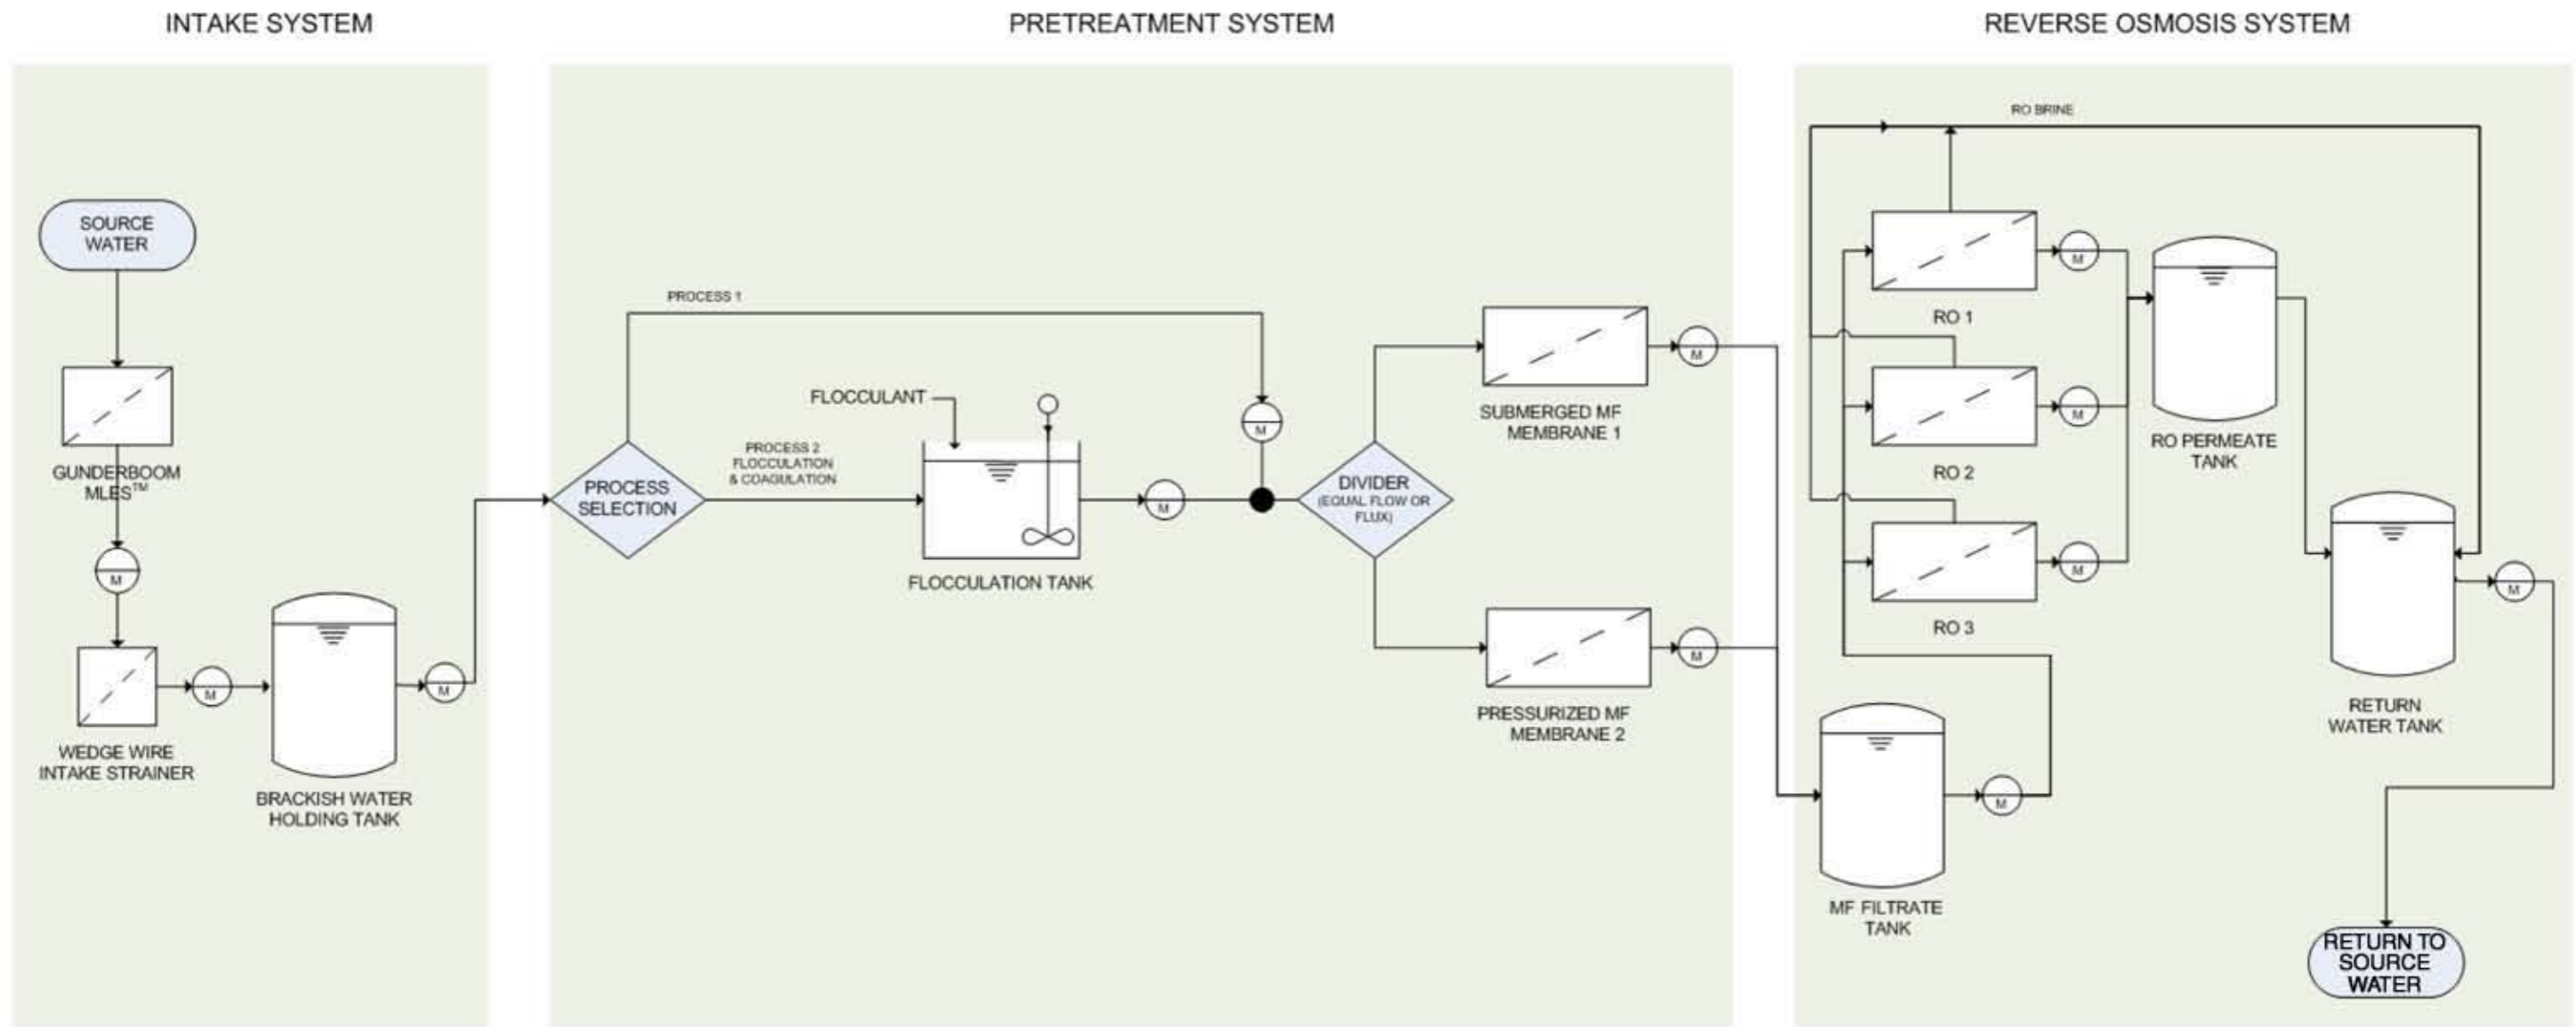 INTAKE SYSTEM
PRETREATMENT SYSTEM
REVERSE OSMOSIS SYSTEM
SOURCE
WATER
GUNDERBOOM
MLES™
M
WEDGE WIRE
INTAKE STRAINER
M
BRACKISH WATER
HOLDING TANK
M
PROCESS
SELECTION
PROCESS 1
PROCESS 2
FLOCCULATION
& COAGULATION
FLOCCULANT
FLOCCULATION TANK
M
M
DIVIDER
(EQUAL FLOW OR
FLUX)
SUBMERGED MF
MEMBRANE 1
M
PRESSURIZED MF
MEMBRANE 2
M
RO BRINE
RO 1
M
RO 2
M
RO 3
M
RO PERMEATE
TANK
MF FILTRATE
TANK
M
RETURN
WATER TANK
M
RETURN TO
SOURCE
WATER